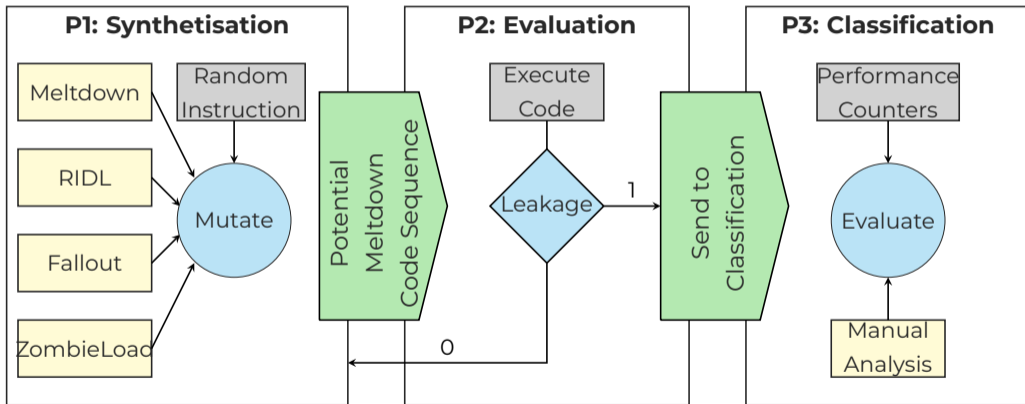 P1: Synthetisation
Meltdown
RIDL
Fallout
ZombieLoad
Random
Instruction
Mutate
Potential
Meltdown
Code Sequence
P2: Evaluation
Execute
Code
Leakage
1
0
Send to
Classification
P3: Classification
Performance
Counters
Evaluate
Manual
Analysis